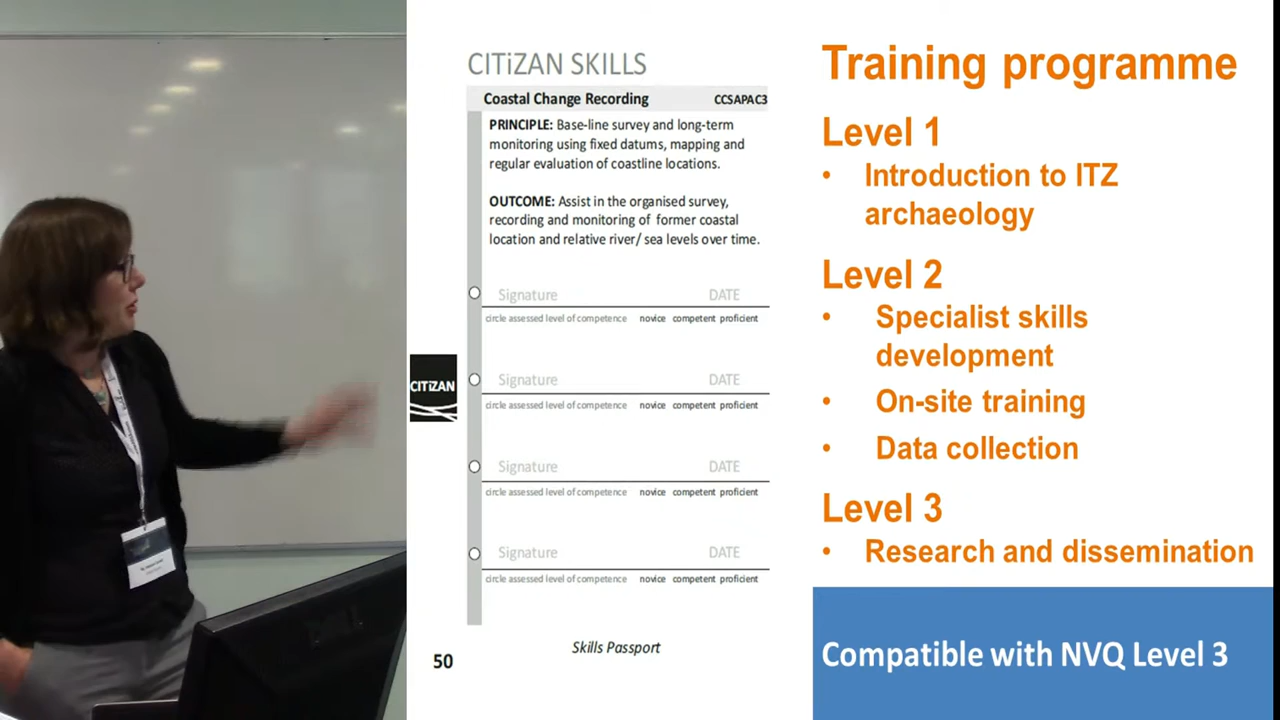 CITiZAN SKILLS
Coastal Change Recording CCSAPAC3
PRINCIPLE: Base-line survey and long-term
monitoring using fixed datums, mapping and
regular evaluation of coastline locations.
OUTCOME: Assist in the organised survey,
recording and monitoring of former coastal
location and relative river/ sea levels over time.
Signature DATE
circle assessed level of competence novice competent proficient
Signature DATE
circle assessed level of competence novice competent proficient
Signature DATE
circle assessed level of competence novice competent proficient
Signature DATE
circle assessed level of competence novice competent proficient
CITiZAN
50
Skills Passport
Training programme
Level 1
• Introduction to ITZ
archaeology
Level 2
• Specialist skills
development
• On-site training
• Data collection
Level 3
• Research and dissemination
Compatible with NVQ Level 3